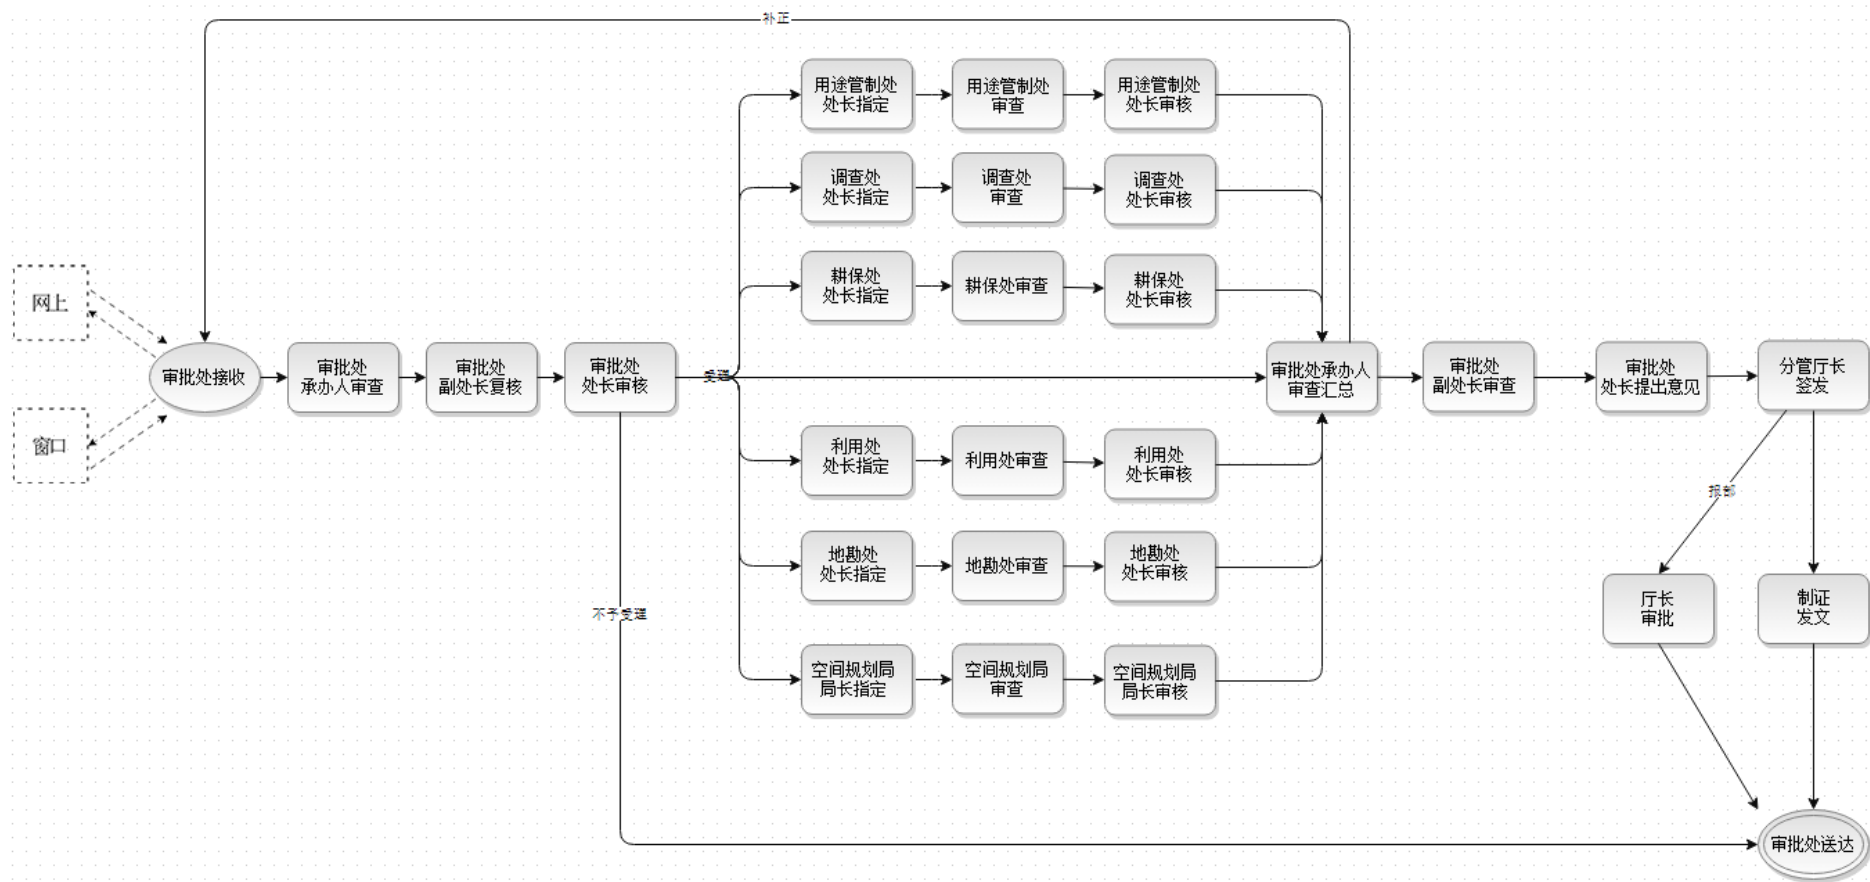 补正
用途管制处
处长指定
用途管制处
审查
用途管制处
处长审核
调查处
处长指定
调查处
审查
调查处
处长审核
耕保处
处长指定
耕保处审查
耕保处
处长审核
网上
窗口
审批处接收
审批处
承办人审查
审批处
副处长复核
审批处
处长审核
受理
审批处承办人
审查汇总
审批处
副处长审查
审批处
处长提出意见
分管厅长
签发
利用处
处长指定
利用处审查
利用处
处长审核
报部
地勘处
处长指定
地勘处审查
地勘处
处长审核
不予受理
厅长
审批
制证
发文
空间规划局
局长指定
空间规划局
审查
空间规划局
局长审核
审批处送达